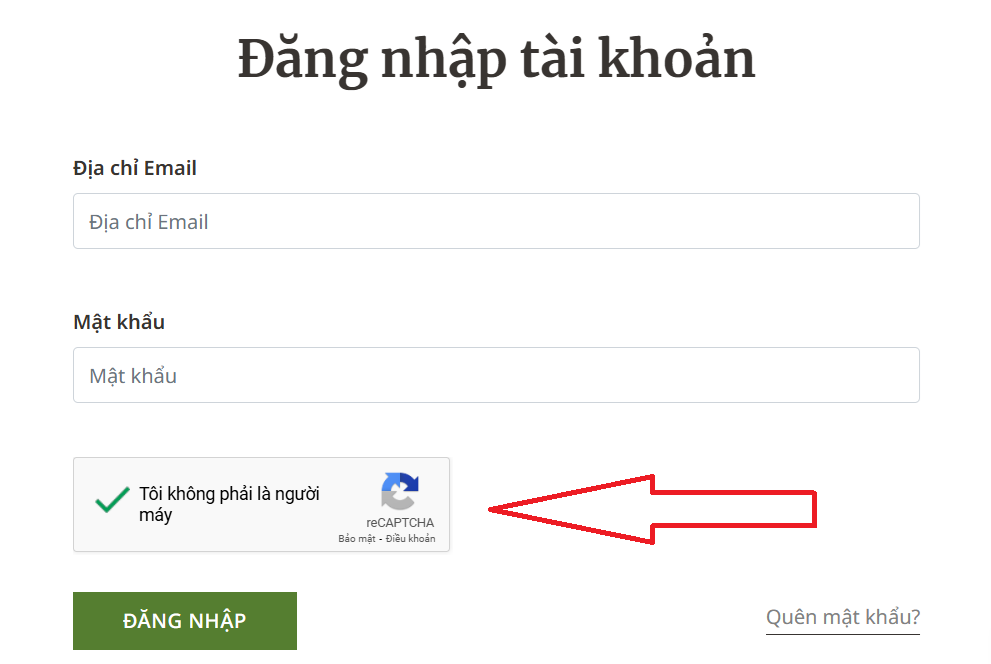 Đăng nhập tài khoản
Địa chỉ Email
Địa chỉ Email
Mật khẩu
Mật khẩu
Tôi không phải là người
máy
reCAPTCHA
Bảo mật - Điều khoản
ĐĂNG NHẬP
Quên mật khẩu?